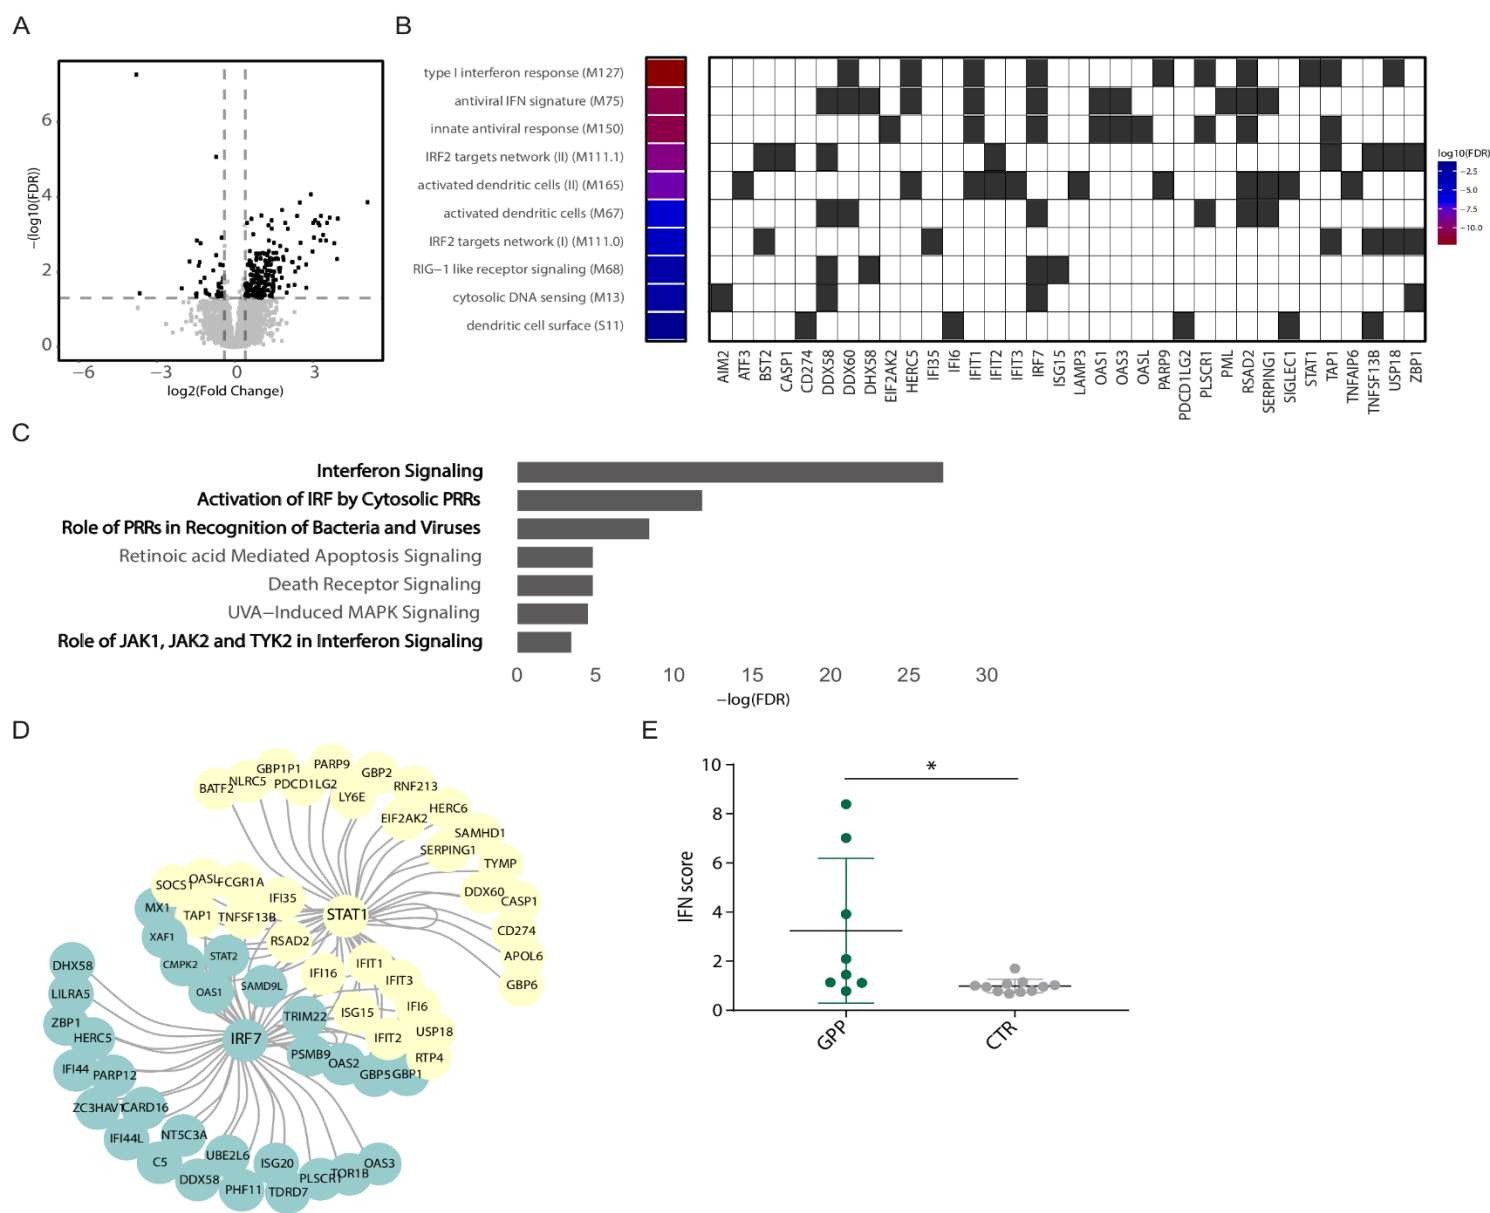 A
B
6
4
2
0
−(log10(FDR))
−6
−3
0
3
log2(Fold Change)
type I interferon response (M127)
antiviral IFN signature (M75)
innate antiviral response (M150)
IRF2 targets network (II) (M111.1)
activated dendritic cells (II) (M165)
activated dendritic cells (M67)
IRF2 targets network (I) (M111.0)
RIG−1 like receptor signaling (M68)
cytosolic DNA sensing (M13)
dendritic cell surface (S11)
AIM2
ATF3
BST2
CASP1
CD274
DDX58
DDX60
DHX58
EIF2AK2
HERC5
IFI35
IFI6
IFIT1
IFIT2
IFIT3
IRF7
ISG15
LAMP3
OAS1
OAS3
OASL
PARP9
PDCD1LG2
PLSCR1
PML
RSAD2
SERPING1
SIGLEC1
STAT1
TAP1
TNFAIP6
TNFSF13B
USP18
ZBP1
log10(FDR)
−2.5
−5.0
−7.5
−10.0
C
Interferon Signaling
Activation of IRF by Cytosolic PRRs
Role of PRRs in Recognition of Bacteria and Viruses
Retinoic acid Mediated Apoptosis Signaling
Death Receptor Signaling
UVA−Induced MAPK Signaling
Role of JAK1, JAK2 and TYK2 in Interferon Signaling
0 5 10 15 20 25 30
−log(FDR)
D
BATF2
NLRC5
GBP1P1
PDCD1LG2
PARP9
LY6E
GBP2
RNF213
EIF2AK2
HERC6
SAMHD1
SERPING1
TYMP
DDX60
CASP1
CD274
APOL6
GBP6
SOCS1
OASL
FCGR1A
IFI35
STAT1
MX1
TAP1
TNFSF13B
XAF1
RSAD2
STAT2
CMPK2
IFI16
IFIT1
IFIT3
OAS1
SAMD9L
IFI6
ISG15
TRIM22
IRF7
IFIT2
USP18
RTP4
PSMB9
OAS2
GBP5
GBP1
DHX58
LILRA5
ZBP1
HERC5
IFI44
PARP12
ZC3HAV1
CARD16
IFI44L
NT5C3A
C5
UBE2L6
DDX58
PHF11
ISG20
TDRD7
PLSCR1
TOR1B
OAS3
E
10
8
6
4
2
0
IFN score
*
GPP
CTR